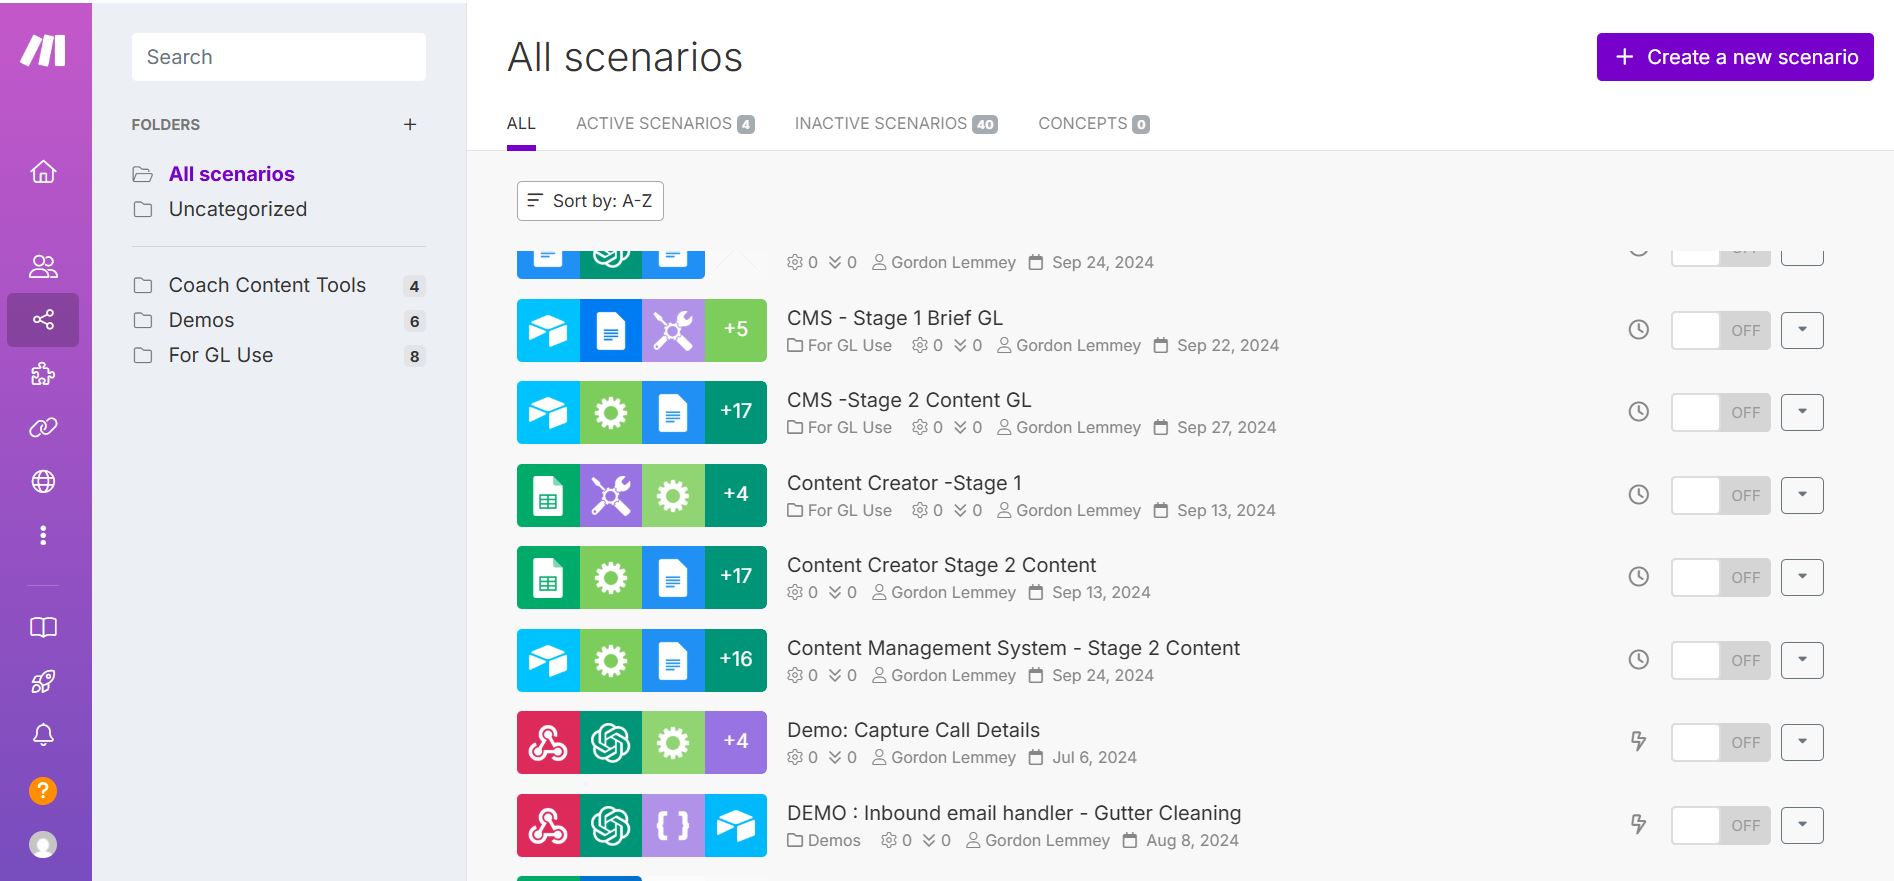 Search
FOLDERS
All scenarios
Uncategorized
Coach Content Tools 4
Demos 6
For GL Use 8
?
All scenarios
+ Create a new scenario
ALL ACTIVE SCENARIOS 4 INACTIVE SCENARIOS 40 CONCEPTS 0
Sort by: A-Z
0 0 Gordon Lemmey Sep 24, 2024 OFF
+5 CMS - Stage 1 Brief GL
For GL Use 0 0 Gordon Lemmey Sep 22, 2024 OFF
+17 CMS -Stage 2 Content GL
For GL Use 0 0 Gordon Lemmey Sep 27, 2024 OFF
+4 Content Creator -Stage 1
For GL Use 0 0 Gordon Lemmey Sep 13, 2024 OFF
+17 Content Creator Stage 2 Content
0 0 Gordon Lemmey Sep 13, 2024 OFF
+16 Content Management System - Stage 2 Content
0 0 Gordon Lemmey Sep 24, 2024 OFF
+4 Demo: Capture Call Details
0 0 Gordon Lemmey Jul 6, 2024 OFF
DEMO : Inbound email handler - Gutter Cleaning
Demos 0 0 Gordon Lemmey Aug 8, 2024 OFF